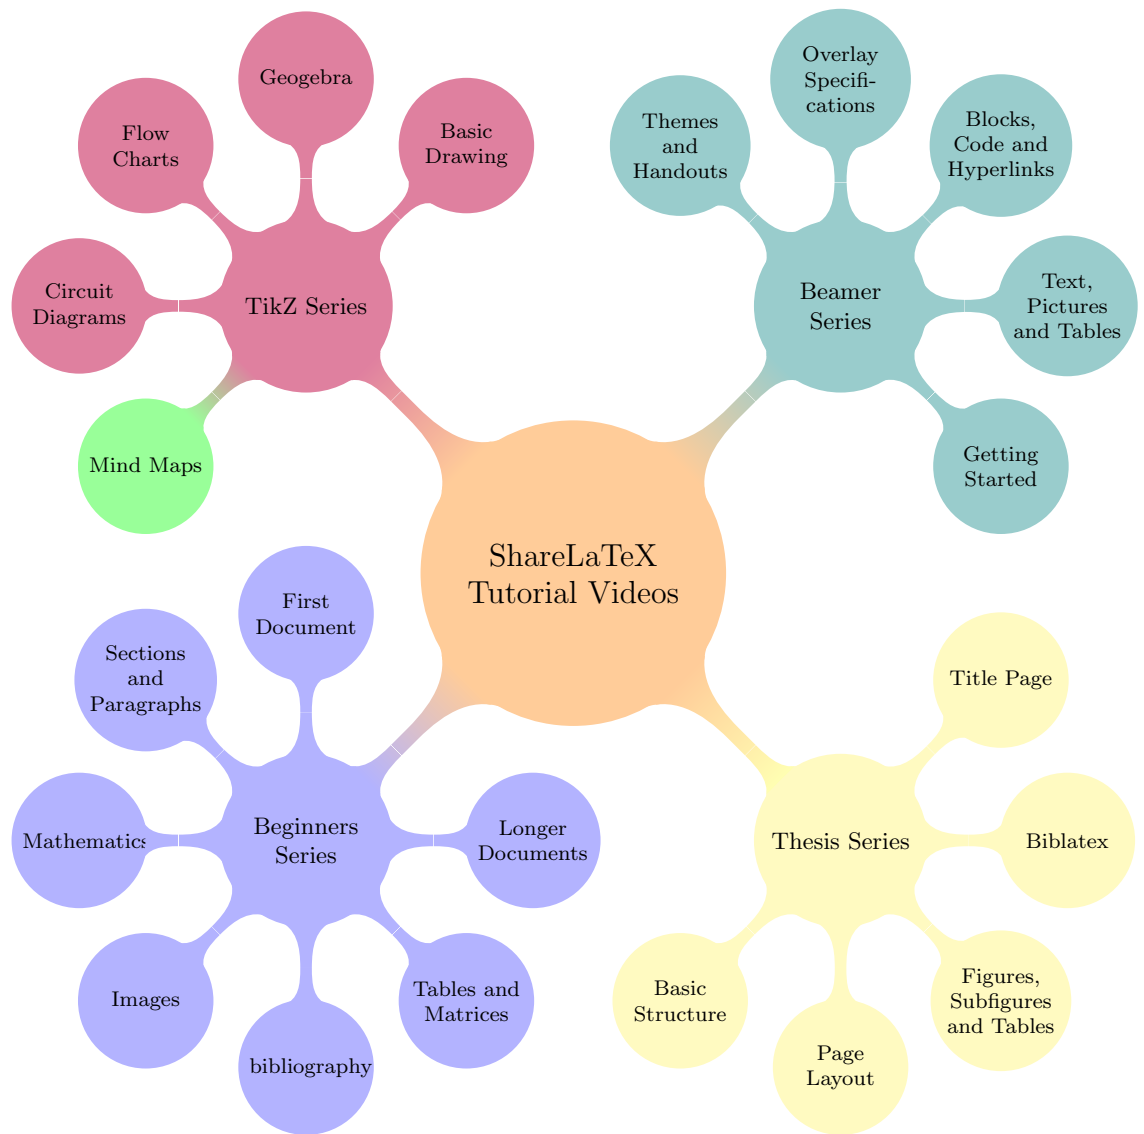 Geogebra
Flow
Charts
Basic
Drawing
Circuit
Diagrams
TikZ Series
Mind Maps
Overlay
Specifi-
cations
Themes
and
Handouts
Blocks,
Code and
Hyperlinks
Beamer
Series
Text,
Pictures
and Tables
Getting
Started
ShareLaTeX
Tutorial Videos
First
Document
Sections
and
Paragraphs
Mathematics
Beginners
Series
Longer
Documents
Images
Tables and
Matrices
bibliography
Title Page
Thesis Series
Biblatex
Basic
Structure
Page
Layout
Figures,
Subfigures
and Tables